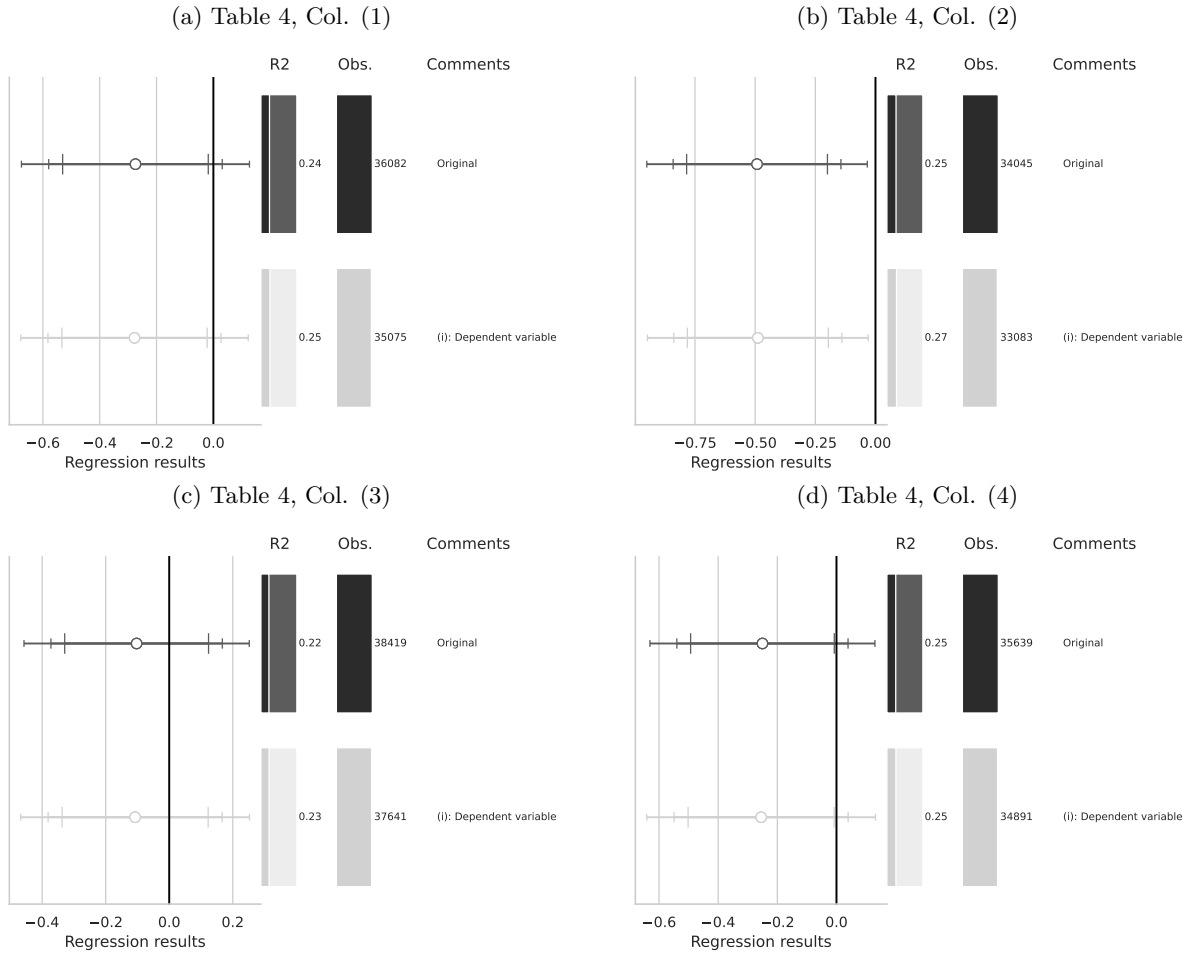 (a) Table 4, Col. (1)
R2 Obs. Comments
0.24 36082 Original
0.25 35075 (i): Dependent variable
−0.6 −0.4 −0.2 0.0
Regression results
(b) Table 4, Col. (2)
R2 Obs. Comments
0.25 34045 Original
0.27 33083 (i): Dependent variable
−0.75 −0.50 −0.25 0.00
Regression results
(c) Table 4, Col. (3)
R2 Obs. Comments
0.22 38419 Original
0.23 37641 (i): Dependent variable
−0.4 −0.2 0.0 0.2
Regression results
(d) Table 4, Col. (4)
R2 Obs. Comments
0.25 35639 Original
0.25 34891 (i): Dependent variable
−0.6 −0.4 −0.2 0.0
Regression results